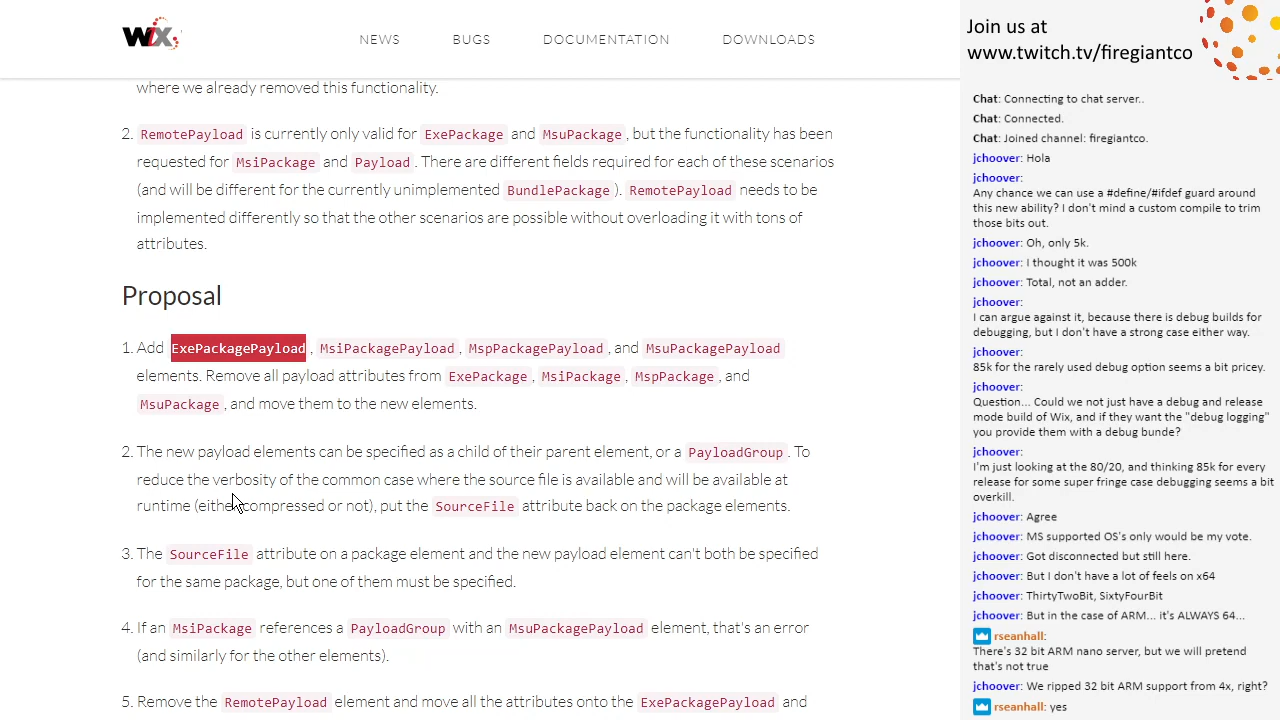 WiX
NEWS
BUGS
DOCUMENTATION
DOWNLOADS
where we already removed this functionality.
2. RemotePayload is currently only valid for ExePackage and MsuPackage, but the functionality has been
requested for MsiPackage and Payload. There are different fields required for each of these scenarios
(and will be different for the currently unimplemented BundlePackage). RemotePayload needs to be
implemented differently so that the other scenarios are possible without overloading it with tons of
attributes.
Proposal
1. Add ExePackagePayload, MsiPackagePayload, MspPackagePayload, and MsuPackagePayload
elements. Remove all payload attributes from ExePackage, MsiPackage, MspPackage, and
MsuPackage, and move them to the new elements.
2. The new payload elements can be specified as a child of their parent element, or a PayloadGroup. To
reduce the verbosity of the common case where the source file is available and will be available at
runtime (either compressed or not), put the SourceFile attribute back on the package elements.
3. The SourceFile attribute on a package element and the new payload element can't both be specified
for the same package, but one of them must be specified.
4. If an MsiPackage references a PayloadGroup with an MsuPackagePayload element, that's an error
(and similarly for the other elements).
5. Remove the RemotePayload element and move all the attributes onto the ExePackagePayload and
Join us at
www.twitch.tv/firegiantco
Chat: Connecting to chat server..
Chat: Connected.
Chat: Joined channel: firegiantco.
jchoover: Hola
jchoover:
Any chance we can use a #define/#ifdef guard around
this new ability? I don't mind a custom compile to trim
those bits out.
jchoover: Oh, only 5k.
jchoover: I thought it was 500k
jchoover: Total, not an adder.
jchoover:
I can argue against it, because there is debug builds for
debugging, but I don't have a strong case either way.
jchoover:
85k for the rarely used debug option seems a bit pricey.
jchoover:
Question... Could we not just have a debug and release
mode build of Wix, and if they want the "debug logging"
you provide them with a debug bunde?
jchoover:
I'm just looking at the 80/20, and thinking 85k for every
release for some super fringe case debugging seems a bit
overkill.
jchoover: Agree
jchoover: MS supported OS's only would be my vote.
jchoover: Got disconnected but still here.
jchoover: But I don't have a lot of feels on x64
jchoover: ThirtyTwoBit, SixtyFourBit
jchoover: But in the case of ARM... it's ALWAYS 64...
rseanhall:
There's 32 bit ARM nano server, but we will pretend
that's not true
jchoover: We ripped 32 bit ARM support from 4x, right?
rseanhall: yes